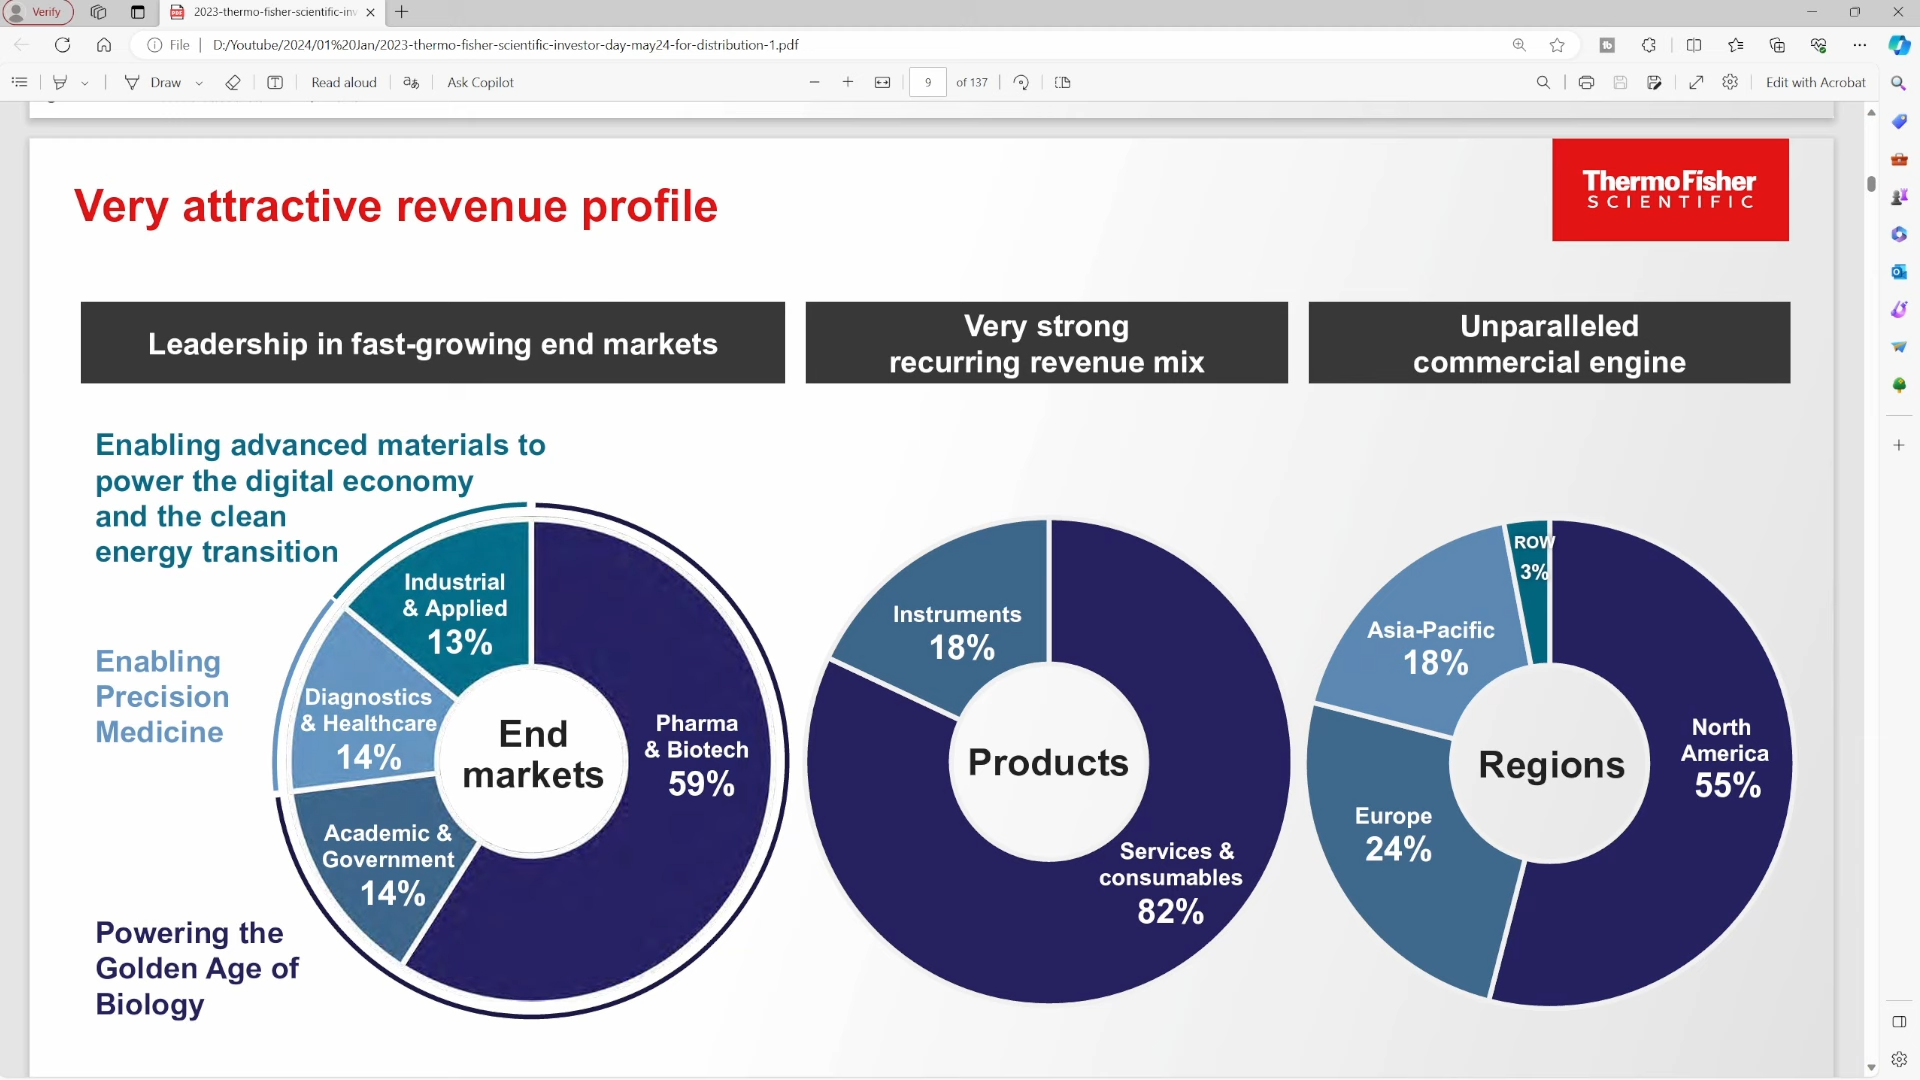 Verify
2023-thermo-fisher-scientific-inv
File
D:/Youtube/2024/01%20Jan/2023-thermo-fisher-scientific-investor-day-may24-for-distribution-1.pdf
Draw
Read aloud
Ask Copilot
9
of 137
Edit with Acrobat
Very attractive revenue profile
ThermoFisher
SCIENTIFIC
Leadership in fast-growing end markets
Very strong
recurring revenue mix
Unparalleled
commercial engine
Enabling advanced materials to
power the digital economy
and the clean
energy transition
Enabling
Precision
Medicine
Powering the
Golden Age of
Biology
Industrial
& Applied
13%
Diagnostics
& Healthcare
14%
Academic &
Government
14%
End
markets
Pharma
& Biotech
59%
Instruments
18%
Products
Services &
consumables
82%
ROW
3%
Asia-Pacific
18%
Europe
24%
Regions
North
America
55%